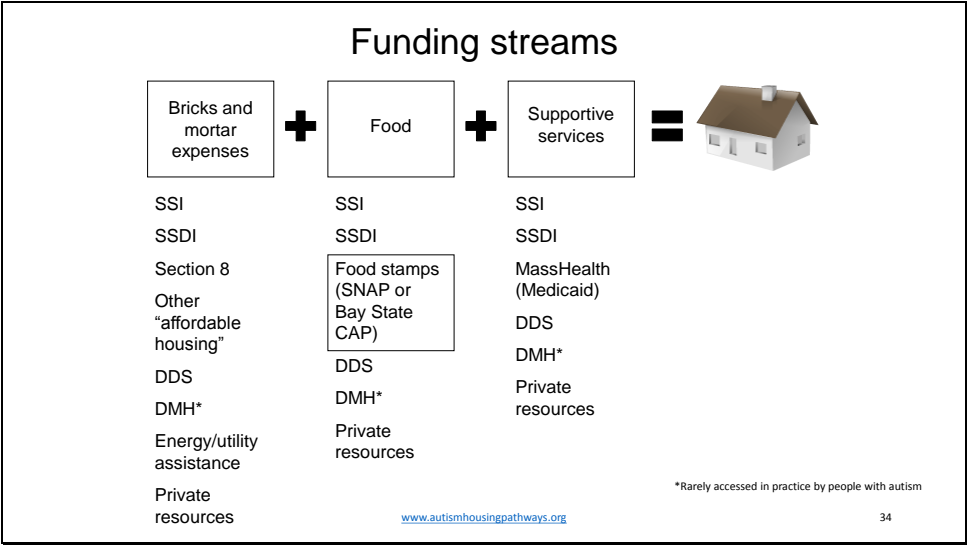 Funding streams
Bricks and
mortar
expenses
Food
Supportive
services
SSI
SSDI
Section 8
Other
“affordable
housing”
DDS
DMH*
Energy/utility
assistance
Private
resources
SSI
SSDI
Food stamps
(SNAP or
Bay State
CAP)
DDS
DMH*
Private
resources
SSI
SSDI
MassHealth
(Medicaid)
DDS
DMH*
Private
resources
*Rarely accessed in practice by people with autism
www.autismhousingpathways.org
34